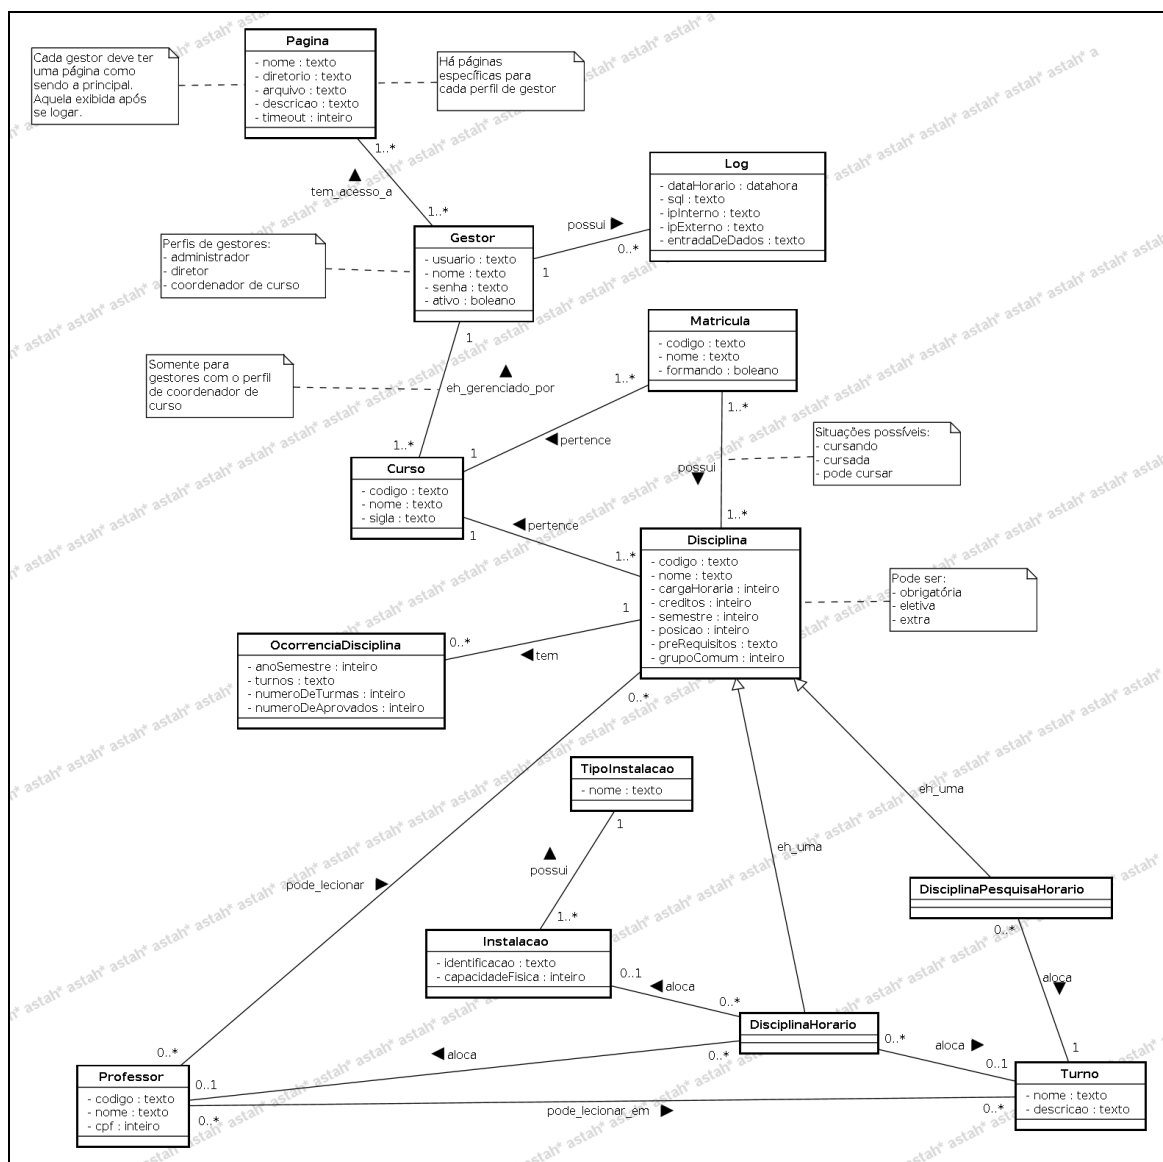 Pagina
- nome : texto
- diretorio : texto
- arquivo : texto
- descricao : texto
- timeout : inteiro
Cada gestor deve ter
uma página como
sendo a principal.
Aquela exibida após
se logar.
Há páginas
específicas para
cada perfil de gestor
1..*
tem_acesso_a
1..*
Log
- dataHorario : datahora
- sql : texto
- ipInterno : texto
- ipExterno : texto
- entradaDeDados : texto
possui
0..*
1
Gestor
- usuario : texto
- nome : texto
- senha : texto
- ativo : boleano
Perfis de gestores:
- administrador
- diretor
- coordenador de curso
1
Somente para
gestores com o perfil
de coordenador de
curso
eh_gerenciado_por
1..*
Matricula
- codigo : texto
- nome : texto
- formando : boleano
1..*
1..*
pertence
1
Situações possíveis:
- cursando
- cursada
- pode cursar
possui
1..*
Curso
- codigo : texto
- nome : texto
- sigla : texto
pertence
1
1..*
Disciplina
- codigo : texto
- nome : texto
- cargaHoraria : inteiro
- creditos : inteiro
- semestre : inteiro
- posicao : inteiro
- preRequisitos : texto
- grupoComum : inteiro
Pode ser:
- obrigatória
- eletiva
- extra
1
0..*
tem
OcorrenciaDisciplina
- anoSemestre : inteiro
- turnos : texto
- numeroDeTurmas : inteiro
- numeroDeAprovados : inteiro
0..*
TipoInstalacao
- nome : texto
1
possui
1..*
eh_uma
eh_uma
pode_lecionar
DisciplinaPesquisaHorario
0..*
Instalacao
- identificacao : texto
- capacidadeFisica : inteiro
0..1
aloca
0..*
aloca
DisciplinaHorario
0..*
aloca
0..*
aloca
0..1
1
0..*
Professor
- codigo : texto
- nome : texto
- cpf : inteiro
0..1
0..*
pode_lecionar_em
0..*
Turno
- nome : texto
- descricao : texto
astah* astah* astah* astah* astah* astah* a